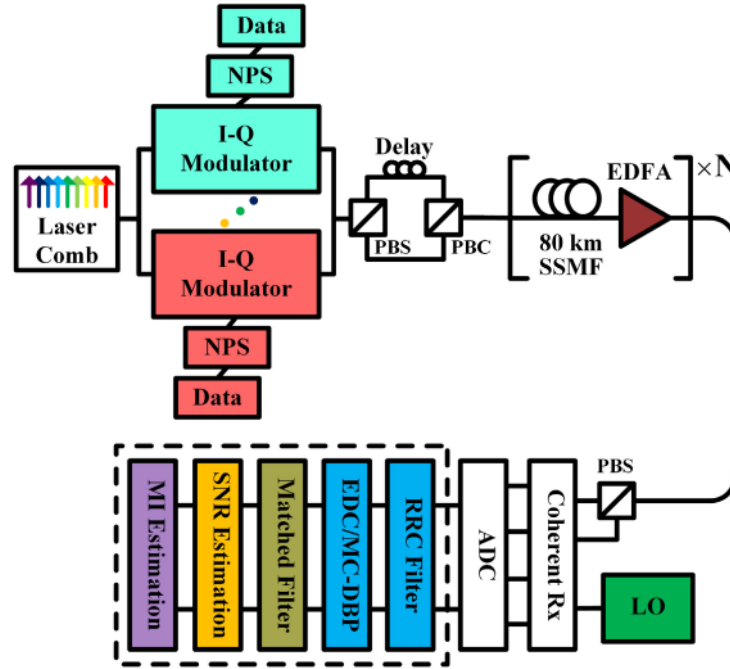 Data
NPS
I-Q
Modulator
Laser
Comb
I-Q
Modulator
NPS
Data
Delay
PBS
PBC
80 km
SSMF
EDFA
×N
MI Estimation
SNR Estimation
Matched Filter
EDC/MC-DBP
RRC Filter
ADC
Coherent Rx
PBS
LO